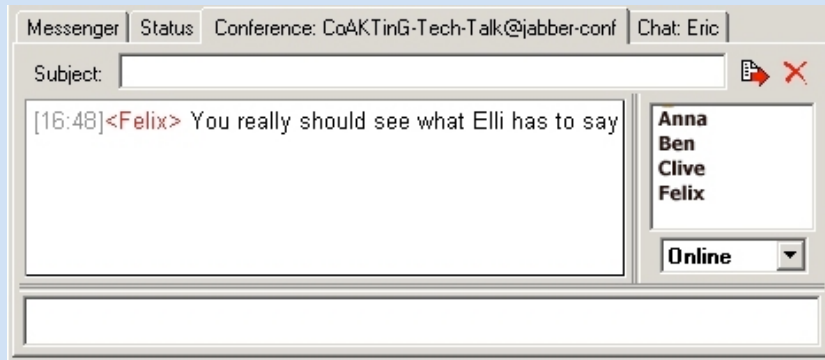 Messenger Status Conference: CoAKTinG-Tech-Talk@jabber-conf Chat: Eric
Subject:
[16:48]<Felix> You really should see what Elli has to say
Anna
Ben
Clive
Felix
Online